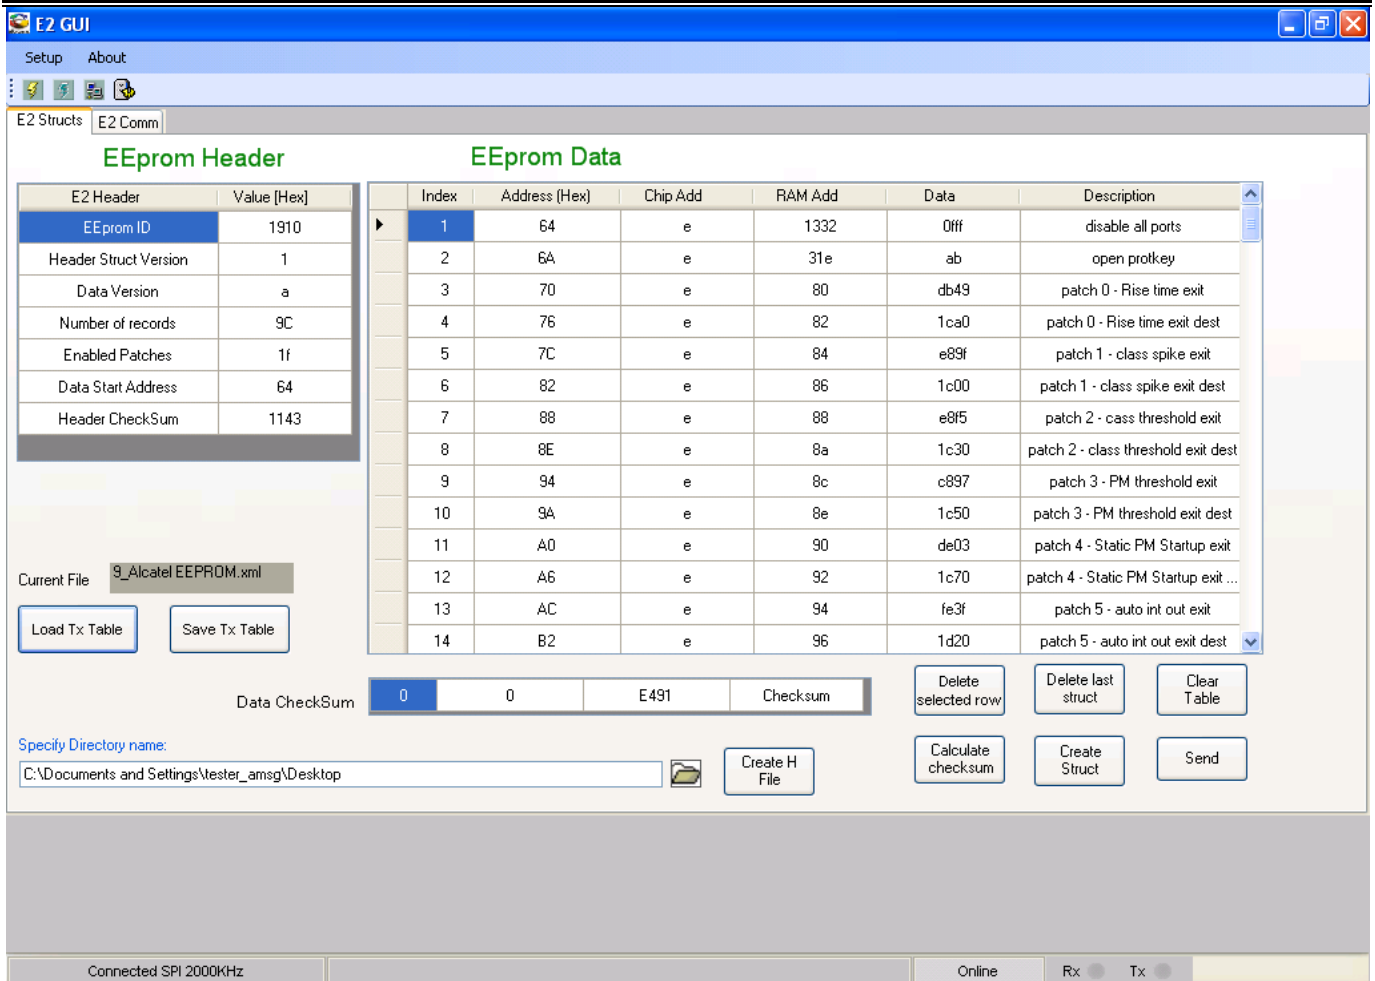 E2 GUI
Setup About
E2 Structs E2 Comm
EEprom Header EEprom Data
E2 Header Value [Hex]
EEprom ID 1910
Header Struct Version 1
Data Version a
Number of records 9C
Enabled Patches 1f
Data Start Address 64
Header CheckSum 1143
Index Address (Hex) Chip Add RAM Add Data Description
1 64 e 1332 0fff disable all ports
2 6A e 31e ab open protkey
3 70 e 80 db49 patch 0 - Rise time exit
4 76 e 82 1ca0 patch 0 - Rise time exit dest
5 7C e 84 e89f patch 1 - class spike exit
6 82 e 86 1c00 patch 1 - class spike exit dest
7 88 e 88 e8f5 patch 2 - cass threshold exit
8 8E e 8a 1c30 patch 2 - class threshold exit dest
9 94 e 8c c897 patch 3 - PM threshold exit
10 9A e 8e 1c50 patch 3 - PM threshold exit dest
11 A0 e 90 de03 patch 4 - Static PM Startup exit
12 A6 e 92 1c70 patch 4 - Static PM Startup exit ...
13 AC e 94 fe3f patch 5 - auto int out exit
14 B2 e 96 1d20 patch 5 - auto int out exit dest
Current File 9_Alcatel EEPROM.xml
Load Tx Table Save Tx Table
Data CheckSum 0 0 E491 Checksum
Delete
selected row
Delete last
struct
Clear
Table
Specify Directory name:
C:\Documents and Settings\tester_amsg\Desktop
Create H
File
Calculate
checksum
Create
Struct
Send
Connected SPI 2000KHz Online Rx Tx